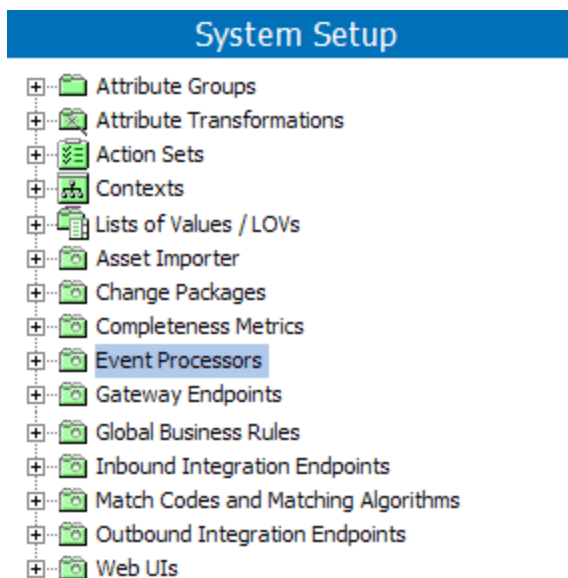 System Setup
Attribute Groups
Attribute Transformations
Action Sets
Contexts
Lists of Values / LOVs
Asset Importer
Change Packages
Completeness Metrics
Event Processors
Gateway Endpoints
Global Business Rules
Inbound Integration Endpoints
Match Codes and Matching Algorithms
Outbound Integration Endpoints
Web UIs